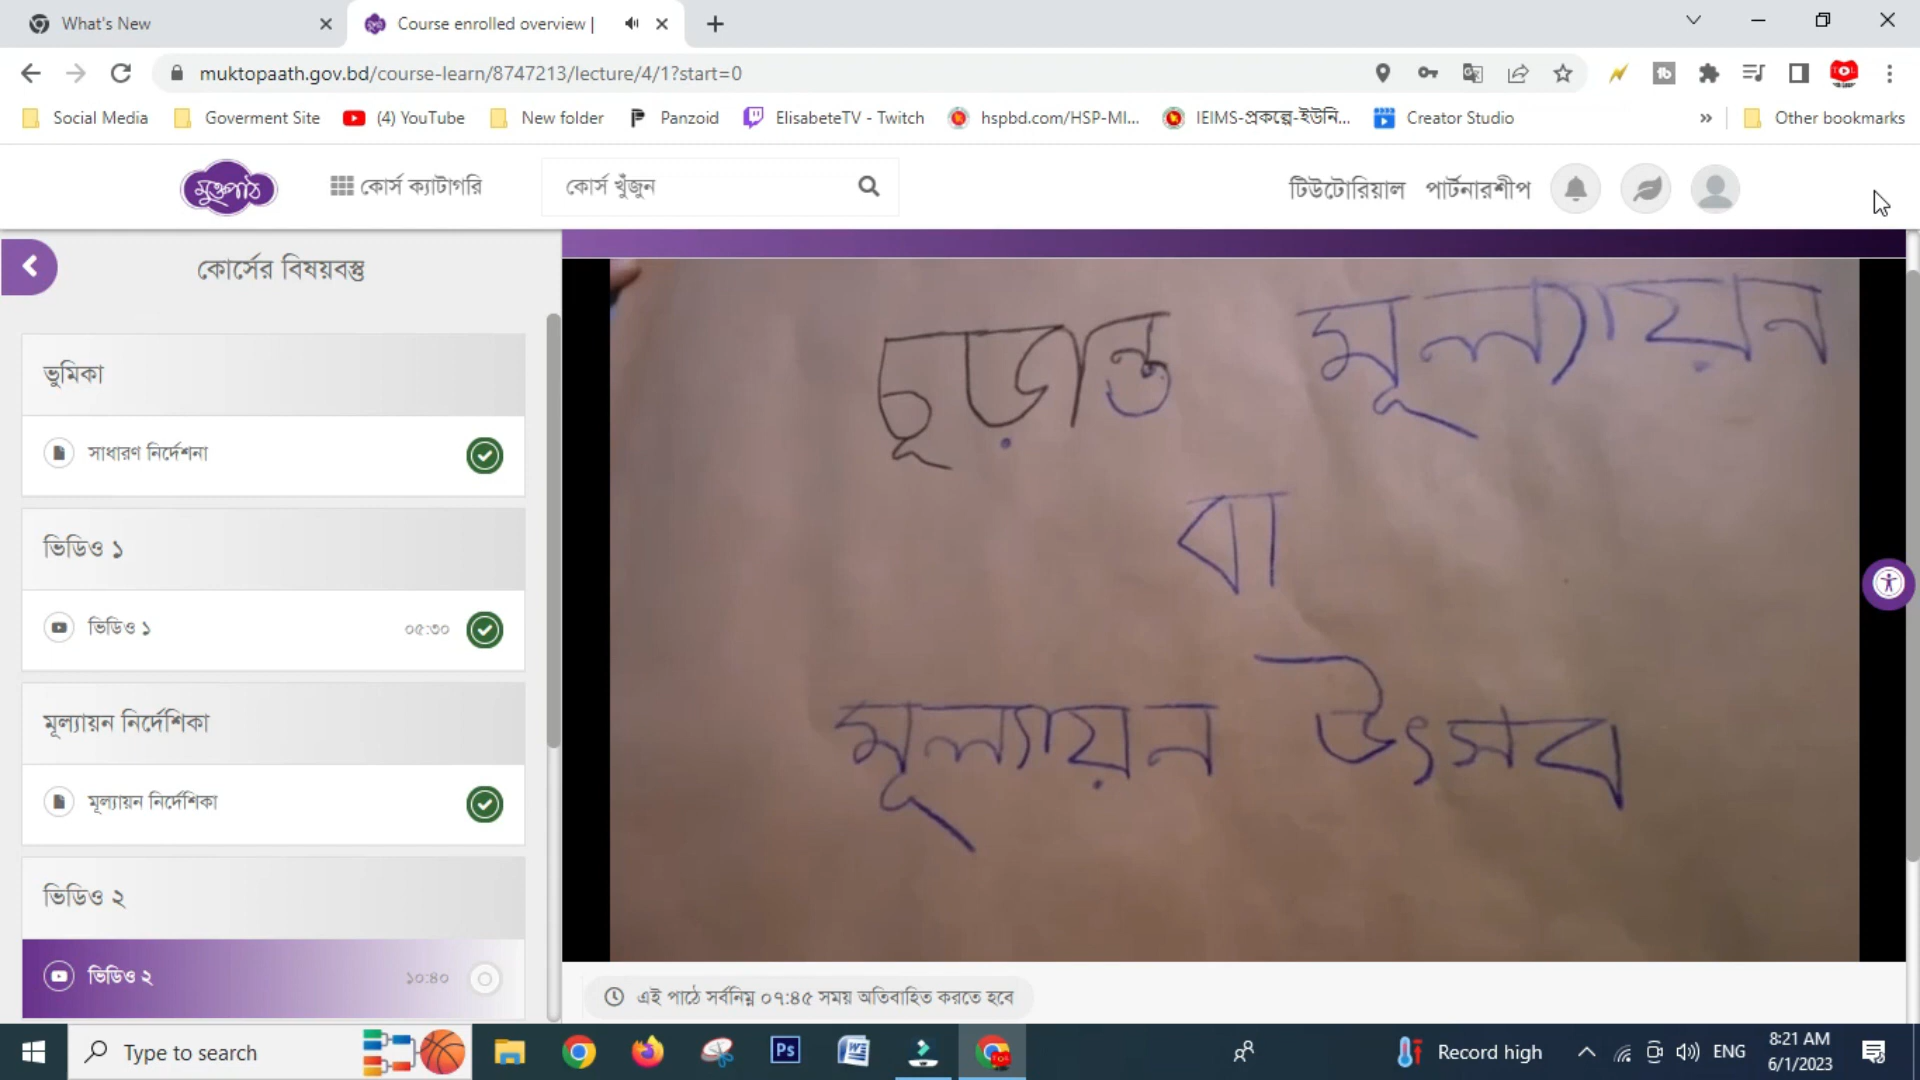 What's New
Course enrolled overview |
muktopaath.gov.bd/course-learn/8747213/lecture/4/1?start=0
Social Media
Goverment Site
(4) YouTube
New folder
Panzoid
ElisabeteTV - Twitch
hspbd.com/HSP-MI...
IEIMS-প্রকল্পে-ইউনি...
Creator Studio
»
Other bookmarks
মুক্তপাঠ
কোর্স ক্যাটাগরি
কোর্স খুঁজুন
টিউটোরিয়াল
পার্টনারশীপ
কোর্সের বিষয়বস্তু
ভুমিকা
সাধারণ নির্দেশনা
ভিডিও ১
ভিডিও ১ ০৫:৩০
মূল্যায়ন নির্দেশিকা
মূল্যায়ন নির্দেশিকা
ভিডিও ২
ভিডিও ২ ১০:৪০
চূড়ান্ত মূল্যায়ন
বা
মূল্যায়ন উৎসব
এই পাঠে সর্বনিম্ন ০৭:৪৫ সময় অতিবাহিত করতে হবে
Type to search
Ps
Record high
ENG
8:21 AM
6/1/2023